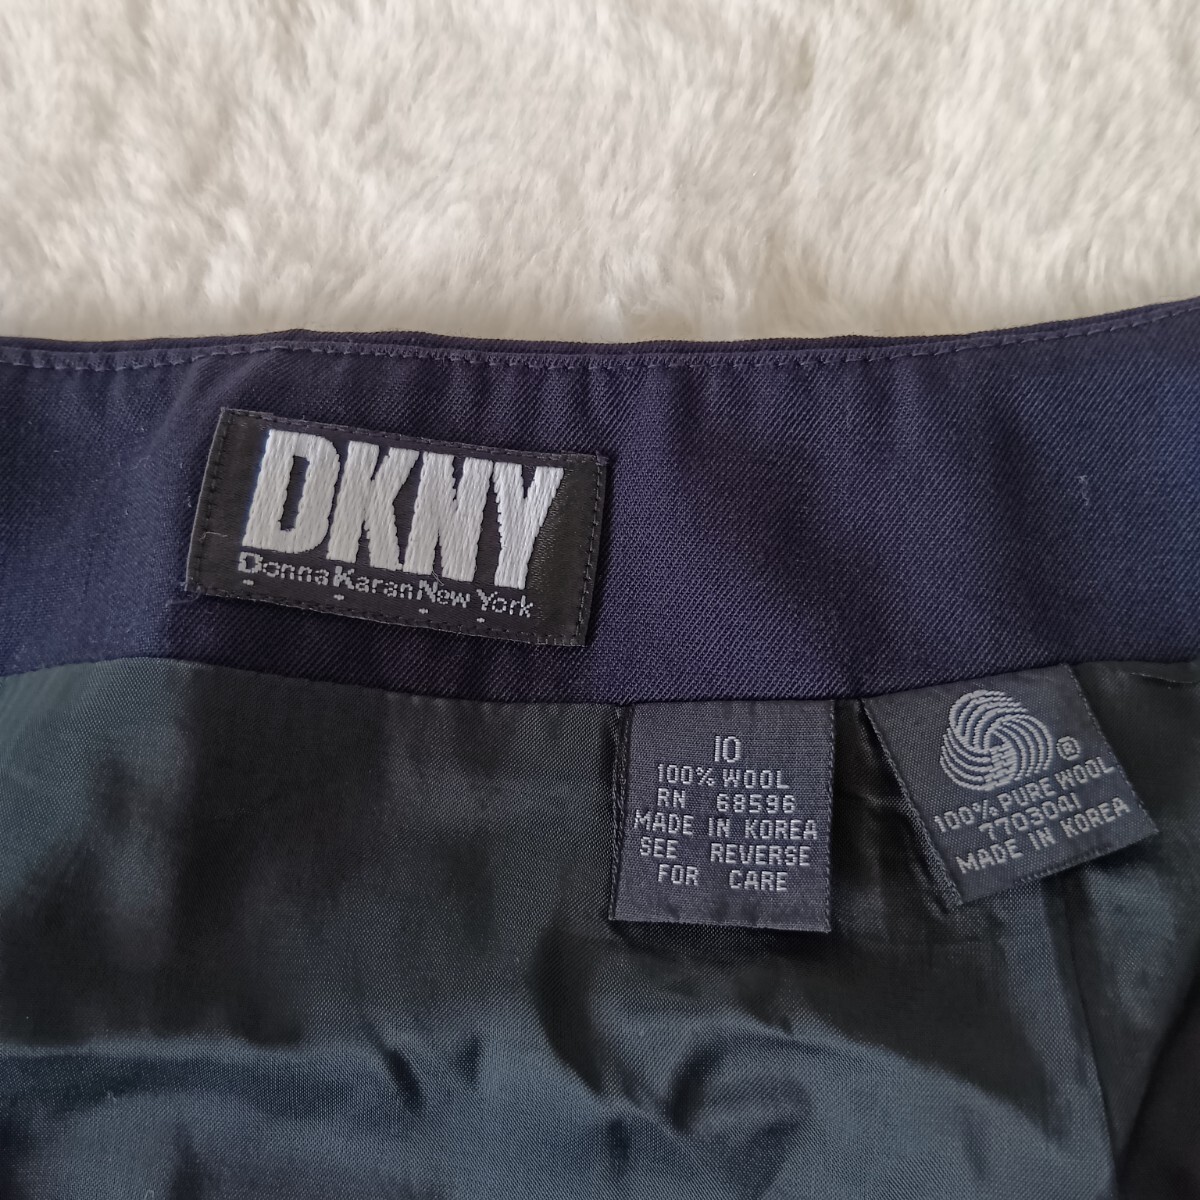 DKNY
Donna Karan New York
10
100% WOOL
RN 68596
MADE IN KOREA
SEE REVERSE
FOR CARE
®
100% PURE WOOL
7703041
MADE IN KOREA